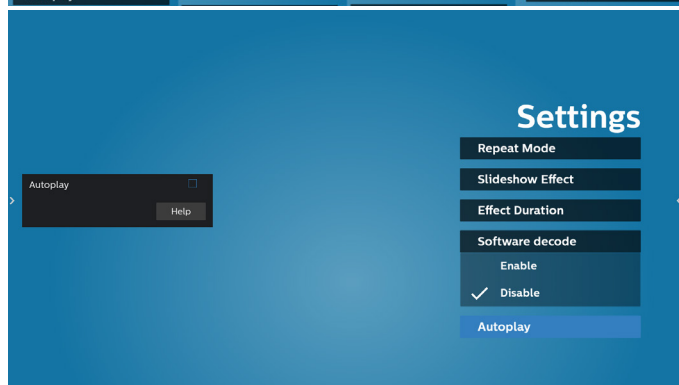 Settings
Repeat Mode
Slideshow Effect
Effect Duration
Software decode
Enable
Disable
Autoplay
Autoplay
Help